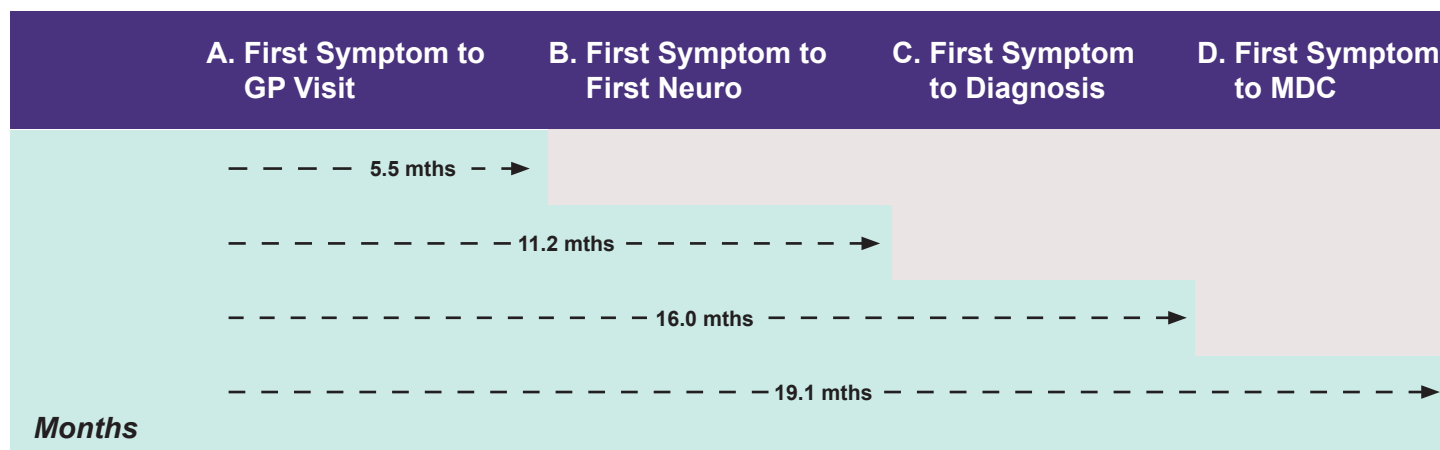 A. First Symptom to
GP Visit
B. First Symptom to
First Neuro
C. First Symptom
to Diagnosis
D. First Symptom
to MDC
5.5 mths
11.2 mths
16.0 mths
19.1 mths
Months